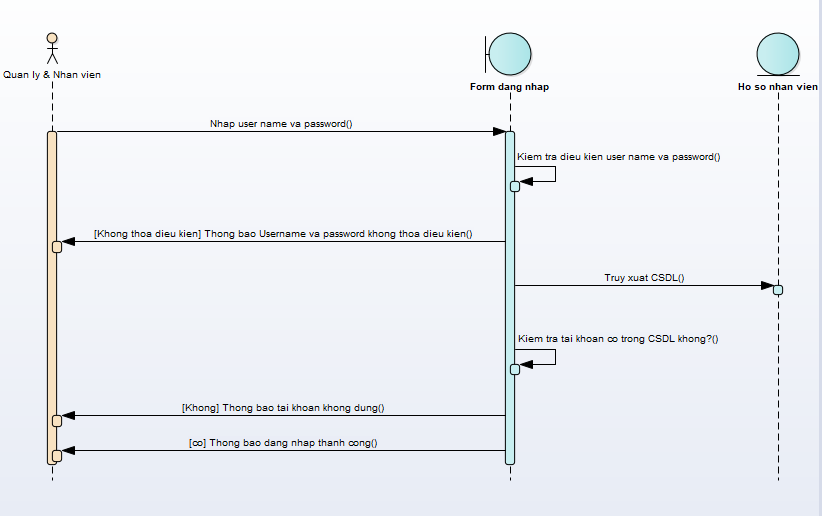 Quan ly & Nhan vien
Form dang nhap
Ho so nhan vien
Nhap user name va password()
Kiem tra dieu kien user name va password()
[Khong thoa dieu kien] Thong bao Username va password khong thoa dieu kien()
Truy xuat CSDL()
Kiem tra tai khoan co trong CSDL khong?()
[Khong] Thong bao tai khoan khong dung()
[co] Thong bao dang nhap thanh cong()